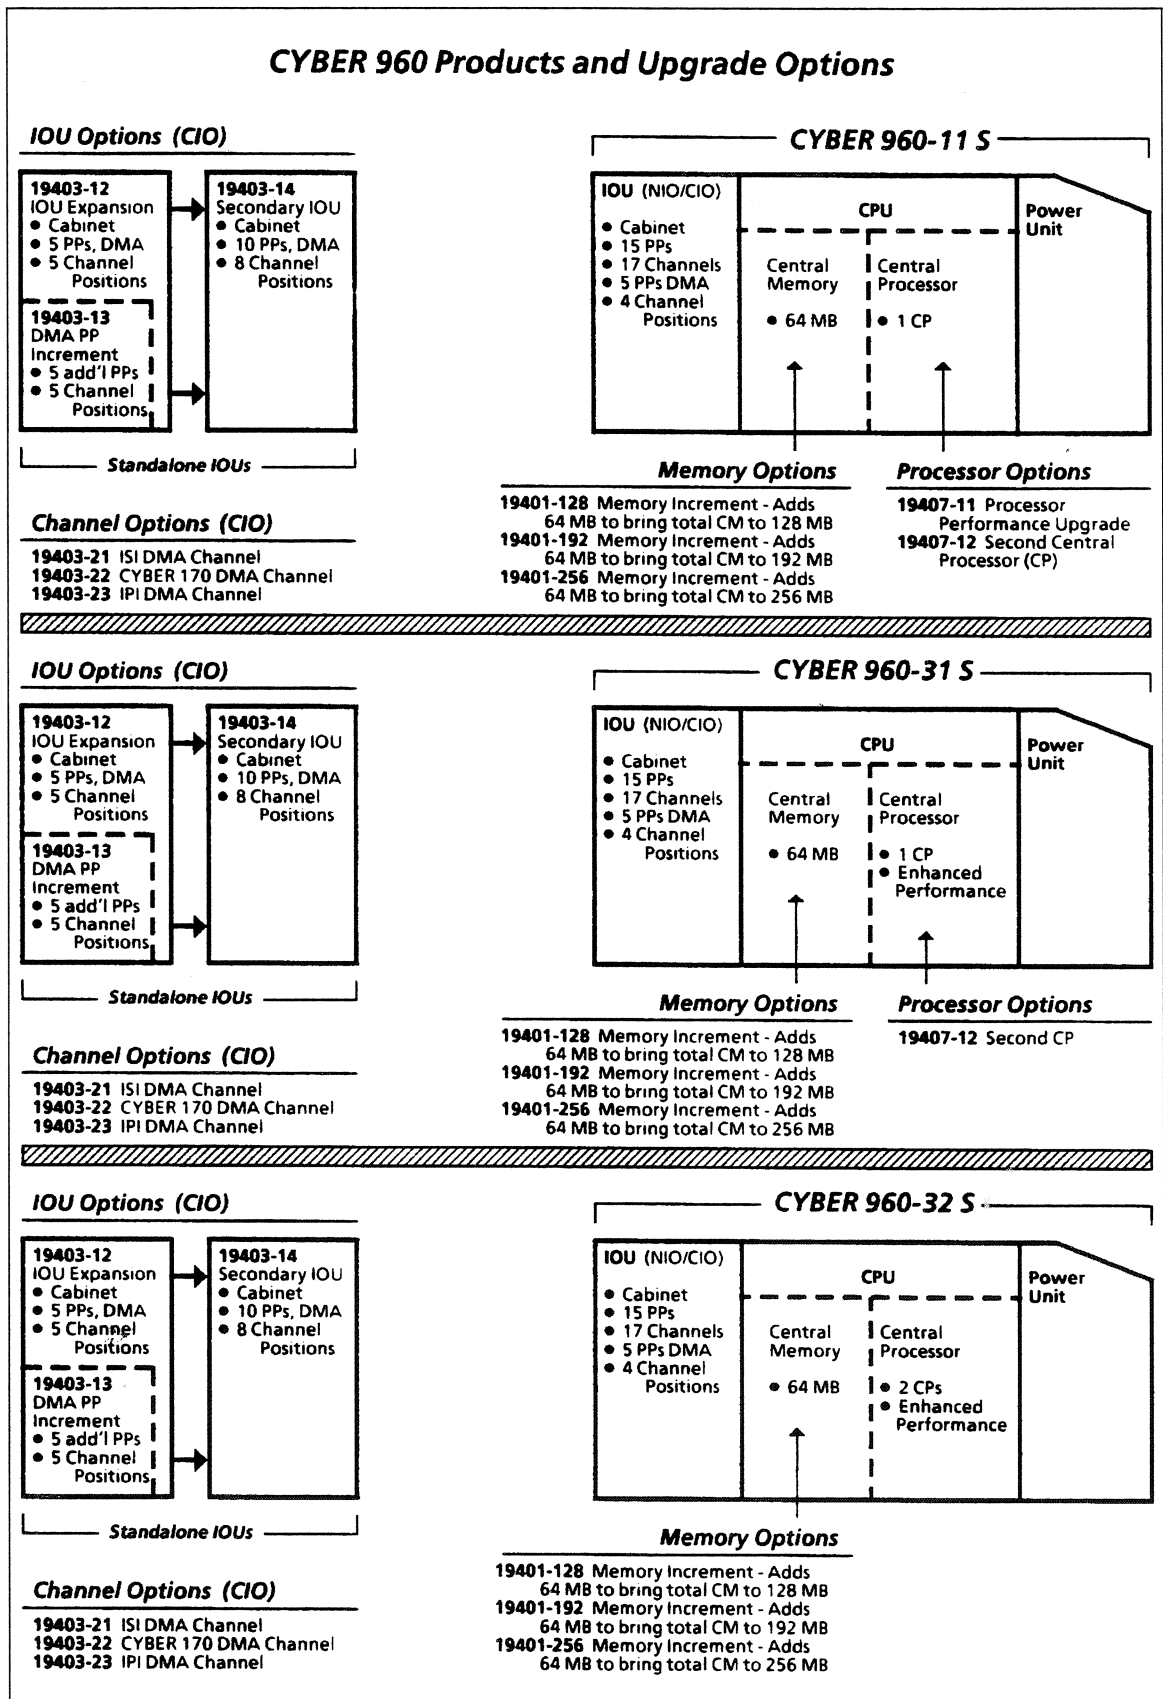 CYBER 960 Products and Upgrade Options
IOU Options (CIO)
19403-12
IOU Expansion
● Cabinet
● 5 PPs, DMA
● 5 Channel
Positions
19403-13
DMA PP
Increment
● 5 add'l PPs
● 5 Channel
Positions
19403-14
Secondary IOU
● Cabinet
● 10 PPs, DMA
● 8 Channel
Positions
Standalone IOUs
Channel Options (CIO)
19403-21 ISI DMA Channel
19403-22 CYBER 170 DMA Channel
19403-23 IPI DMA Channel
CYBER 960-11 S
IOU (NIO/CIO)
● Cabinet
● 15 PPs
● 17 Channels
● 5 PPs DMA
● 4 Channel
Positions
CPU
Central
Memory
● 64 MB
Central
Processor
● 1 CP
Power
Unit
Memory Options
19401-128 Memory Increment - Adds
64 MB to bring total CM to 128 MB
19401-192 Memory Increment - Adds
64 MB to bring total CM to 192 MB
19401-256 Memory Increment - Adds
64 MB to bring total CM to 256 MB
Processor Options
19407-11 Processor
Performance Upgrade
19407-12 Second Central
Processor (CP)
IOU Options (CIO)
19403-12
IOU Expansion
● Cabinet
● 5 PPs, DMA
● 5 Channel
Positions
19403-13
DMA PP
Increment
● 5 add'l PPs
● 5 Channel
Positions
19403-14
Secondary IOU
● Cabinet
● 10 PPs, DMA
● 8 Channel
Positions
Standalone IOUs
Channel Options (CIO)
19403-21 ISI DMA Channel
19403-22 CYBER 170 DMA Channel
19403-23 IPI DMA Channel
CYBER 960-31 S
IOU (NIO/CIO)
● Cabinet
● 15 PPs
● 17 Channels
● 5 PPs DMA
● 4 Channel
Positions
CPU
Central
Memory
● 64 MB
Central
Processor
● 1 CP
● Enhanced
Performance
Power
Unit
Memory Options
19401-128 Memory Increment - Adds
64 MB to bring total CM to 128 MB
19401-192 Memory Increment - Adds
64 MB to bring total CM to 192 MB
19401-256 Memory Increment - Adds
64 MB to bring total CM to 256 MB
Processor Options
19407-12 Second CP
IOU Options (CIO)
19403-12
IOU Expansion
● Cabinet
● 5 PPs, DMA
● 5 Channel
Positions
19403-13
DMA PP
Increment
● 5 add'l PPs
● 5 Channel
Positions
19403-14
Secondary IOU
● Cabinet
● 10 PPs, DMA
● 8 Channel
Positions
Standalone IOUs
Channel Options (CIO)
19403-21 ISI DMA Channel
19403-22 CYBER 170 DMA Channel
19403-23 IPI DMA Channel
CYBER 960-32 S
IOU (NIO/CIO)
● Cabinet
● 15 PPs
● 17 Channels
● 5 PPs DMA
● 4 Channel
Positions
CPU
Central
Memory
● 64 MB
Central
Processor
● 2 CPs
● Enhanced
Performance
Power
Unit
Memory Options
19401-128 Memory Increment - Adds
64 MB to bring total CM to 128 MB
19401-192 Memory Increment - Adds
64 MB to bring total CM to 192 MB
19401-256 Memory Increment - Adds
64 MB to bring total CM to 256 MB